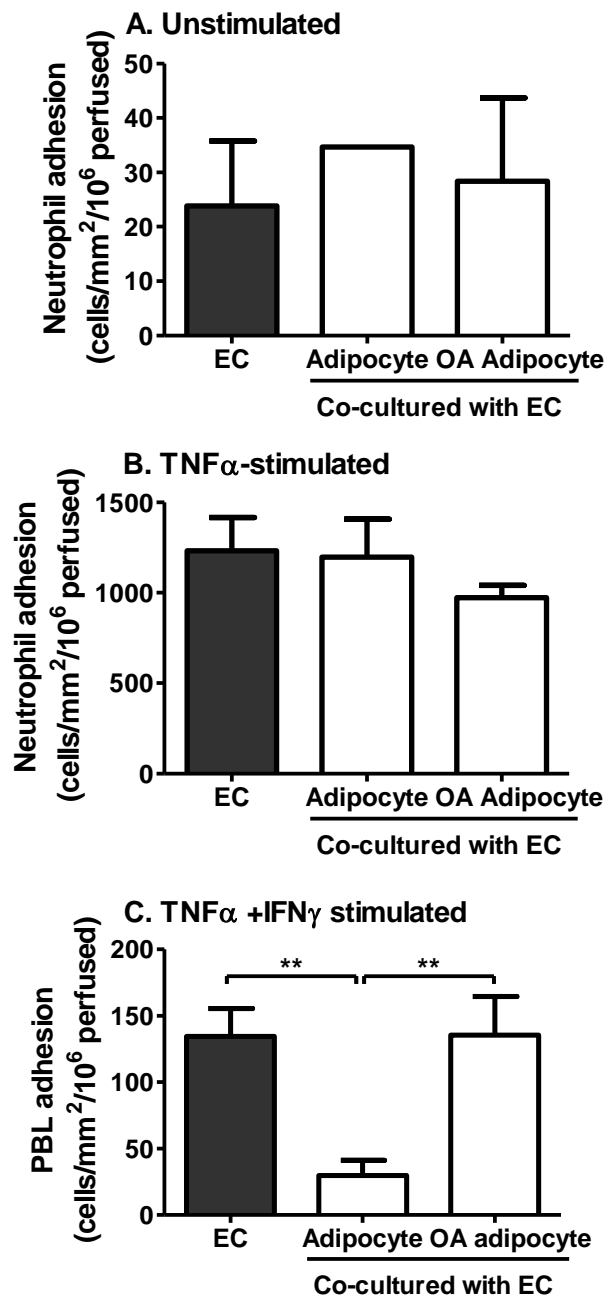 A. Unstimulated
Neutrophil adhesion
(cells/mm²/10⁶ perfused)
50
40
30
20
10
0
EC
Adipocyte OA Adipocyte
Co-cultured with EC
B. TNFα-stimulated
Neutrophil adhesion
(cells/mm²/10⁶ perfused)
1500
1000
500
0
EC
Adipocyte OA Adipocyte
Co-cultured with EC
C. TNFα +IFNγ stimulated
PBL adhesion
(cells/mm²/10⁶ perfused)
200
150
100
50
0
** **
EC
Adipocyte OA adipocyte
Co-cultured with EC